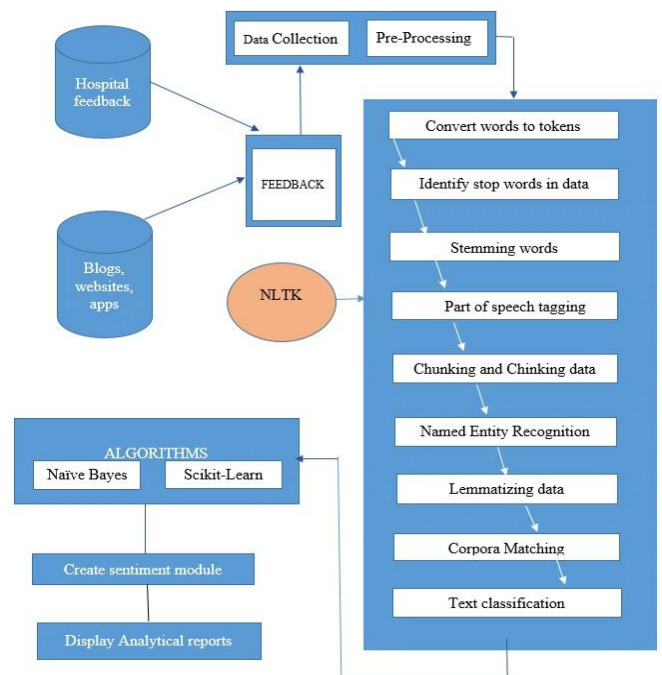 Data Collection
Pre-Processing
Hospital
feedback
FEEDBACK
Blogs,
websites,
apps
NLTK
Convert words to tokens
Identify stop words in data
Stemming words
Part of speech tagging
Chunking and Chinking data
Named Entity Recognition
Lemmatizing data
Corpora Matching
Text classification
ALGORITHMS
Naïve Bayes
Scikit-Learn
Create sentiment module
Display Analytical reports